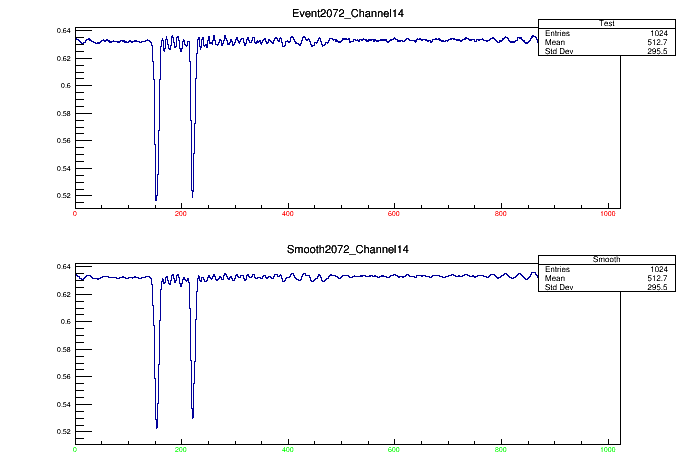 Event2072_Channel14
Test
Entries 1024
Mean 512.7
Std Dev 295.5
0.64
0.62
0.6
0.58
0.56
0.54
0.52
0 200 400 600 800 1000
Smooth2072_Channel14
Smooth
Entries 1024
Mean 512.7
Std Dev 295.5
0.64
0.62
0.6
0.58
0.56
0.54
0.52
0 200 400 600 800 1000